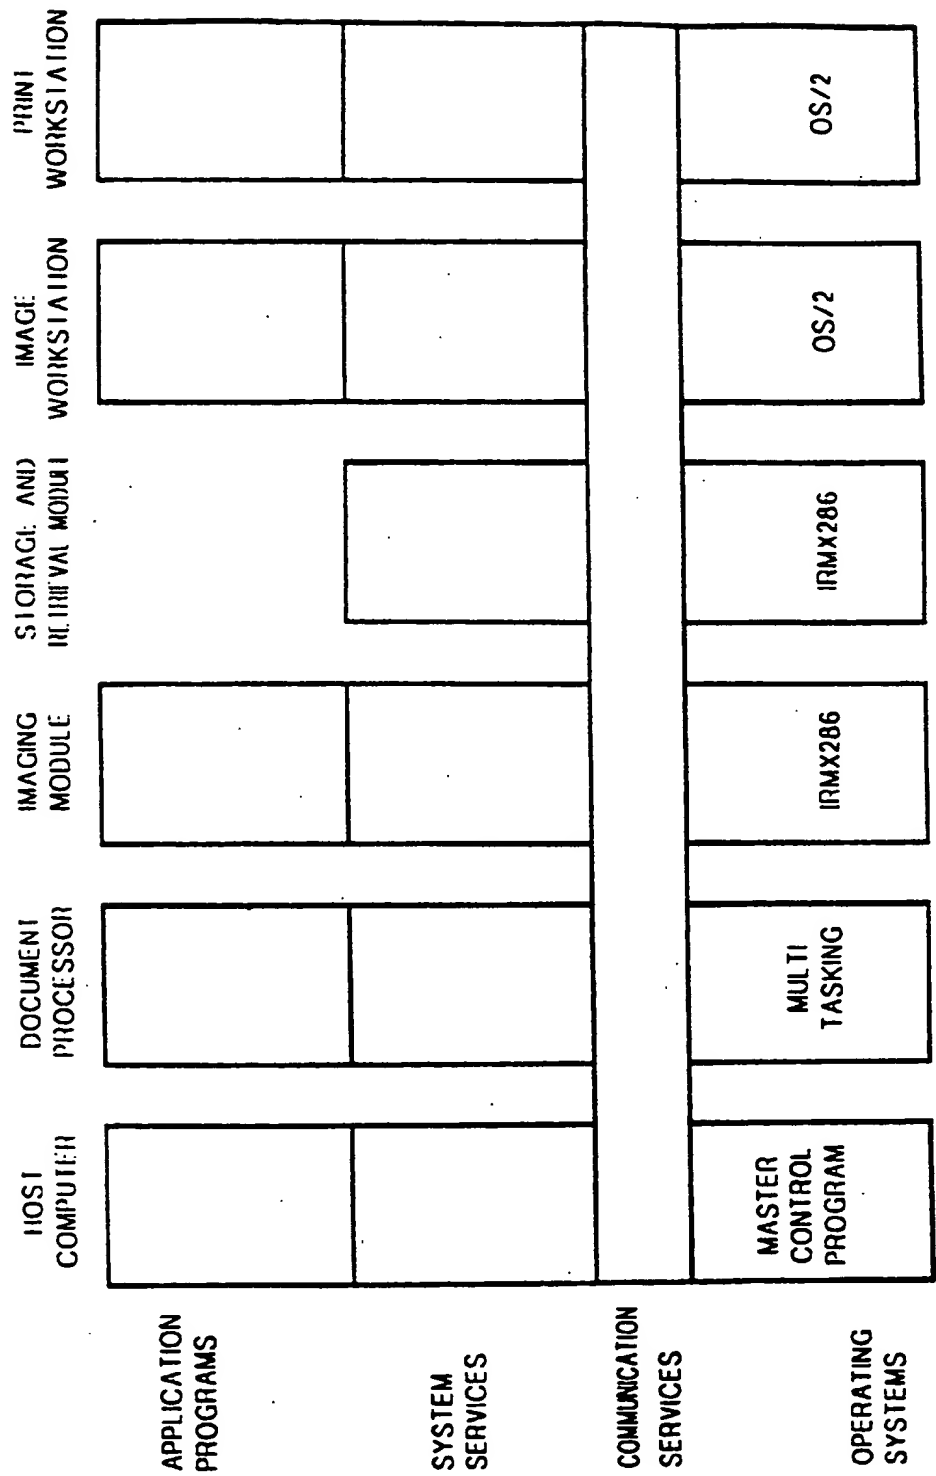 HOST
COMPUTER
DOCUMENT
PROCESSOR
IMAGING
MODULE
STORAGE AND
RETRIEVAL MODUL
IMAGE
WORKSTATION
PRINT
WORKSTATION
APPLICATION
PROGRAMS
SYSTEM
SERVICES
COMMUNICATION
SERVICES
OPERATING
SYSTEMS
MASTER
CONTROL
PROGRAM
MULTI
TASKING
IRMX286
IRMX286
OS/2
OS/2